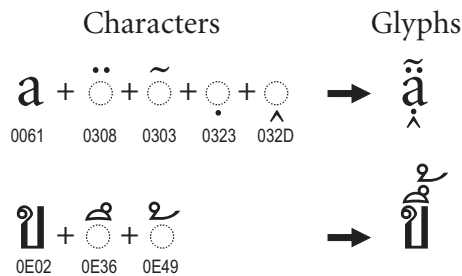 Characters Glyphs
a + ◌̈ + ◌̃ + ◌̣ + ◌̭ → ạ̭̈̃
0061 0308 0303 0323 032D
ข + ◌ึ + ◌้ → ขึ้
0E02 0E36 0E49